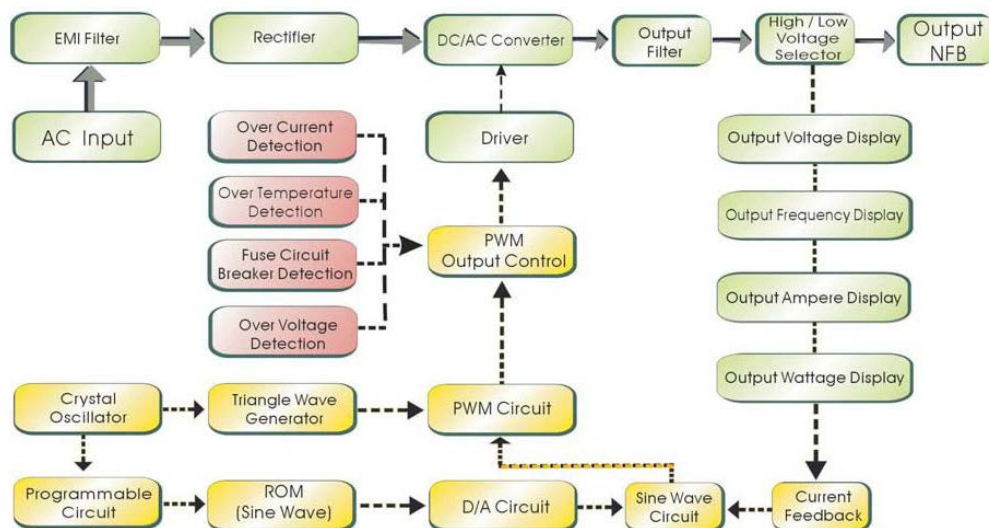 EMI Filter
Rectifier
DC/AC Converter
Output
Filter
High / Low
Voltage
Selector
Output
NFB
AC Input
Over Current
Detection
Driver
Output Voltage Display
Over Temperature
Detection
Output Frequency Display
PWM
Output Control
Fuse Circuit
Breaker Detection
Output Ampere Display
Over Voltage
Detection
Output Wattage Display
Crystal
Oscillator
Triangle Wave
Generator
PWM Circuit
Programmable
Circuit
ROM
(Sine Wave)
D/A Circuit
Sine Wave
Circuit
Current
Feedback